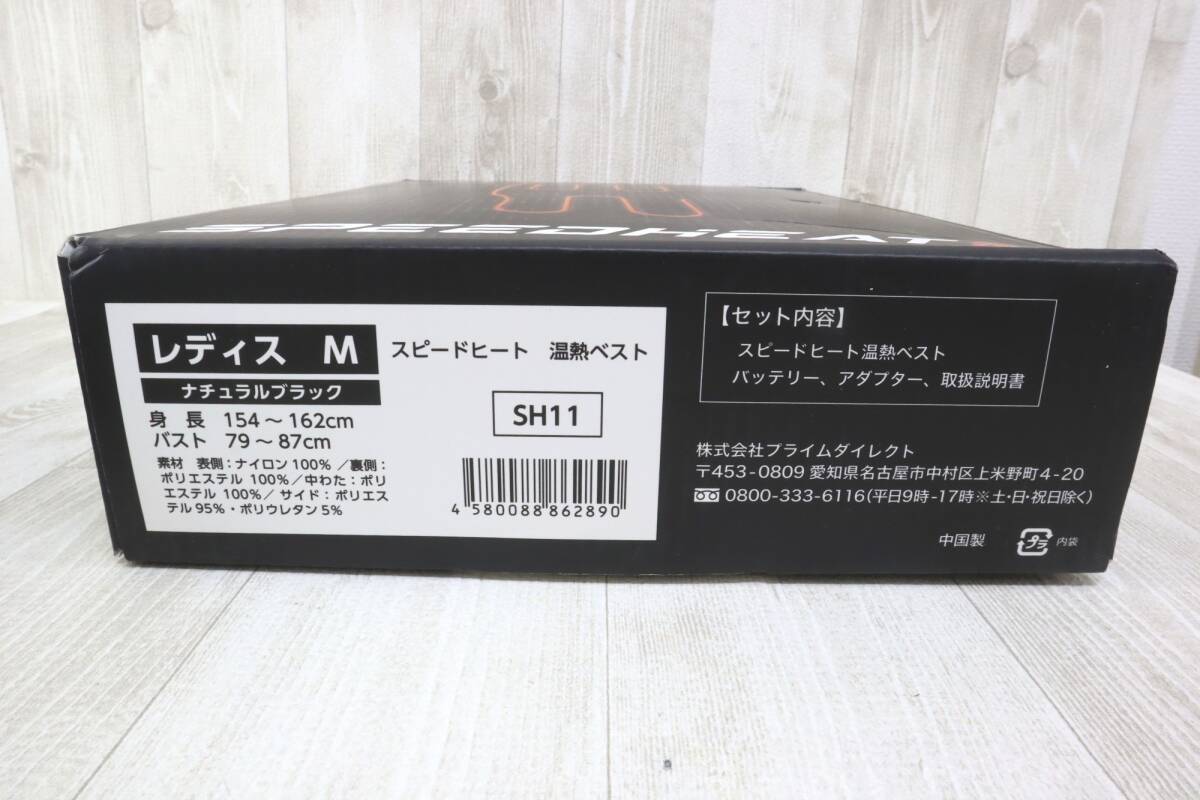 SPEEDHEAT
レディス M
ナチュラルブラック
身 長 154～162cm
バスト 79～87cm
素材 表側：ナイロン100％／裏側：
ポリエステル100％／中わた：ポリ
エステル100％／サイド：ポリエス
テル95％・ポリウレタン5％
スピードヒート 温熱ベスト
SH11
4 580088 862890
【セット内容】
スピードヒート温熱ベスト
バッテリー、アダプター、取扱説明書
株式会社プライムダイレクト
〒453-0809 愛知県名古屋市中村区上米野町4-20
0800-333-6116(平日9時-17時※土・日・祝日除く)
中国製 プラ 内袋